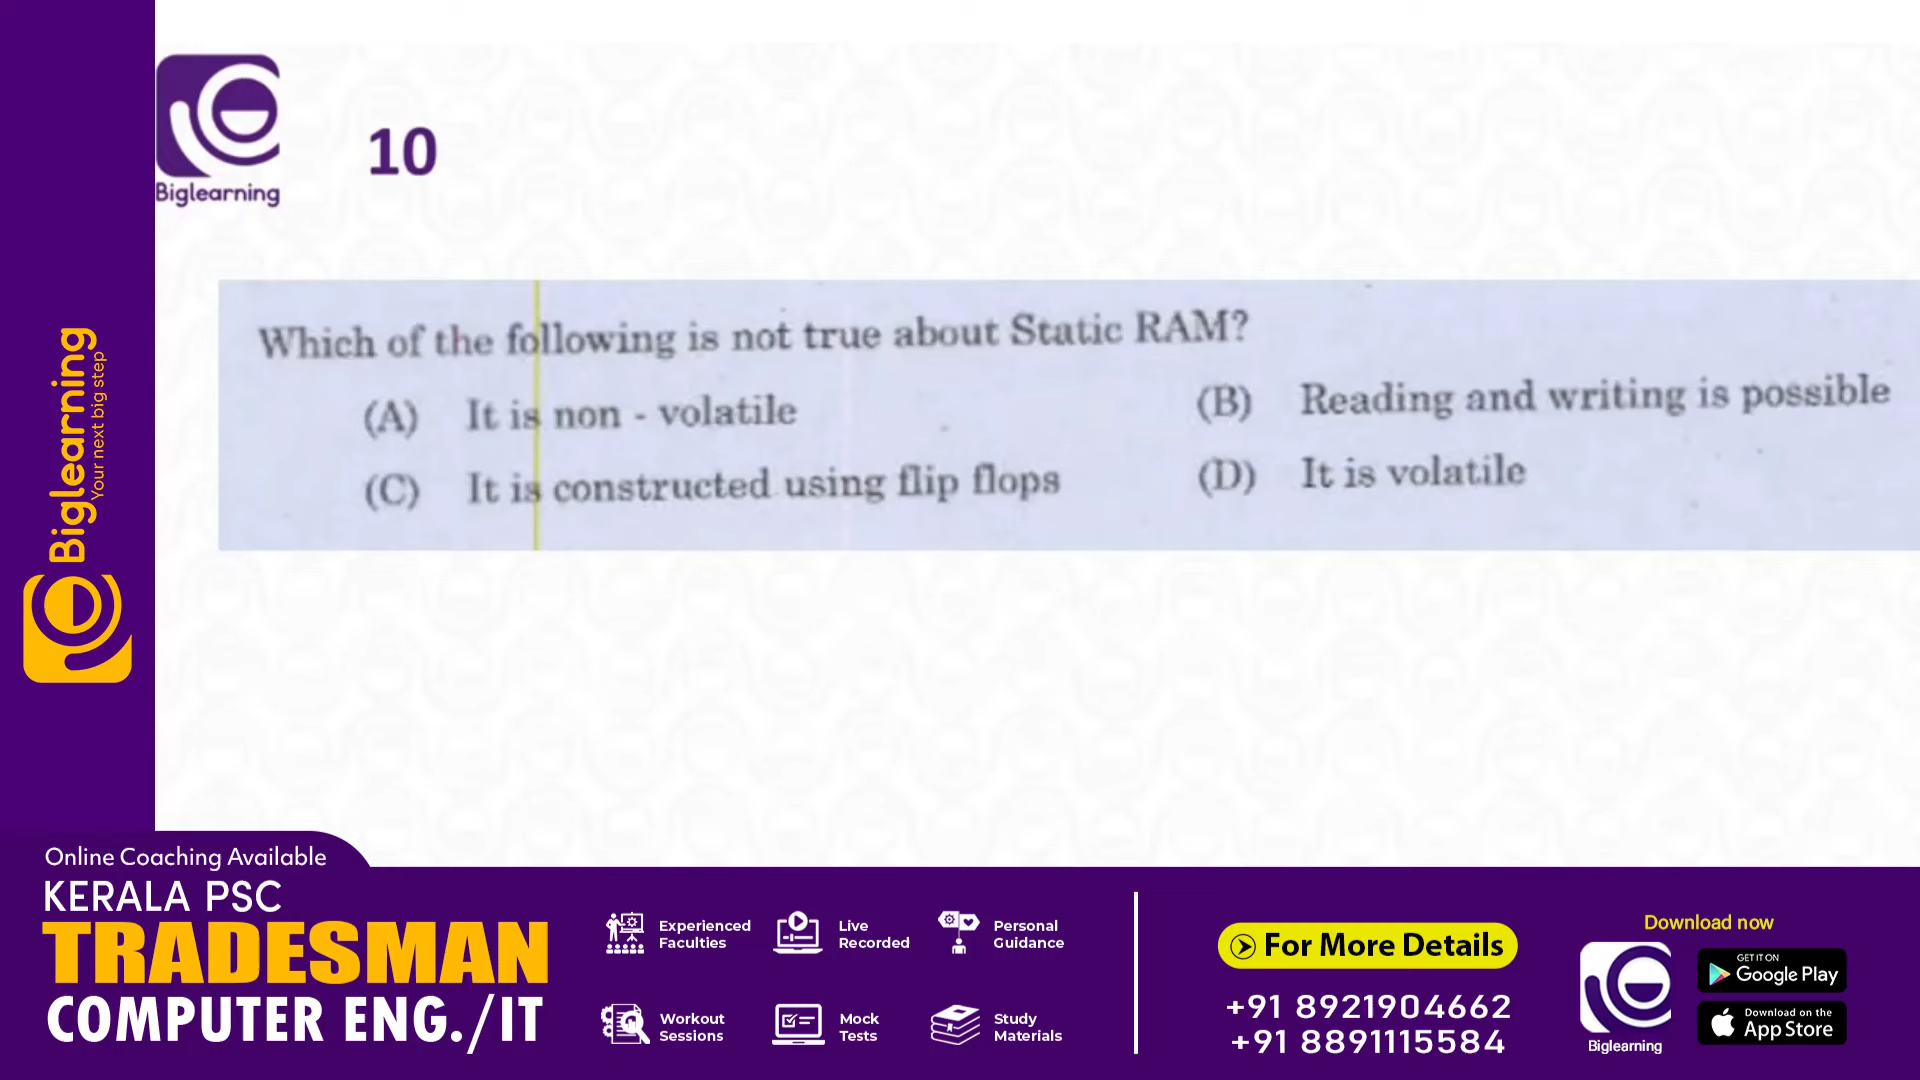 Biglearning
10
Which of the following is not true about Static RAM?
(A) It is non - volatile
(B) Reading and writing is possible
(C) It is constructed using flip flops
(D) It is volatile
Biglearning
Your next big step
Online Coaching Available
KERALA PSC
TRADESMAN
COMPUTER ENG./IT
Experienced
Faculties
Live
Recorded
Personal
Guidance
Workout
Sessions
Mock
Tests
Study
Materials
For More Details
+91 8921904662
+91 8891115584
Download now
Biglearning
GET IT ON
Google Play
Download on the
App Store